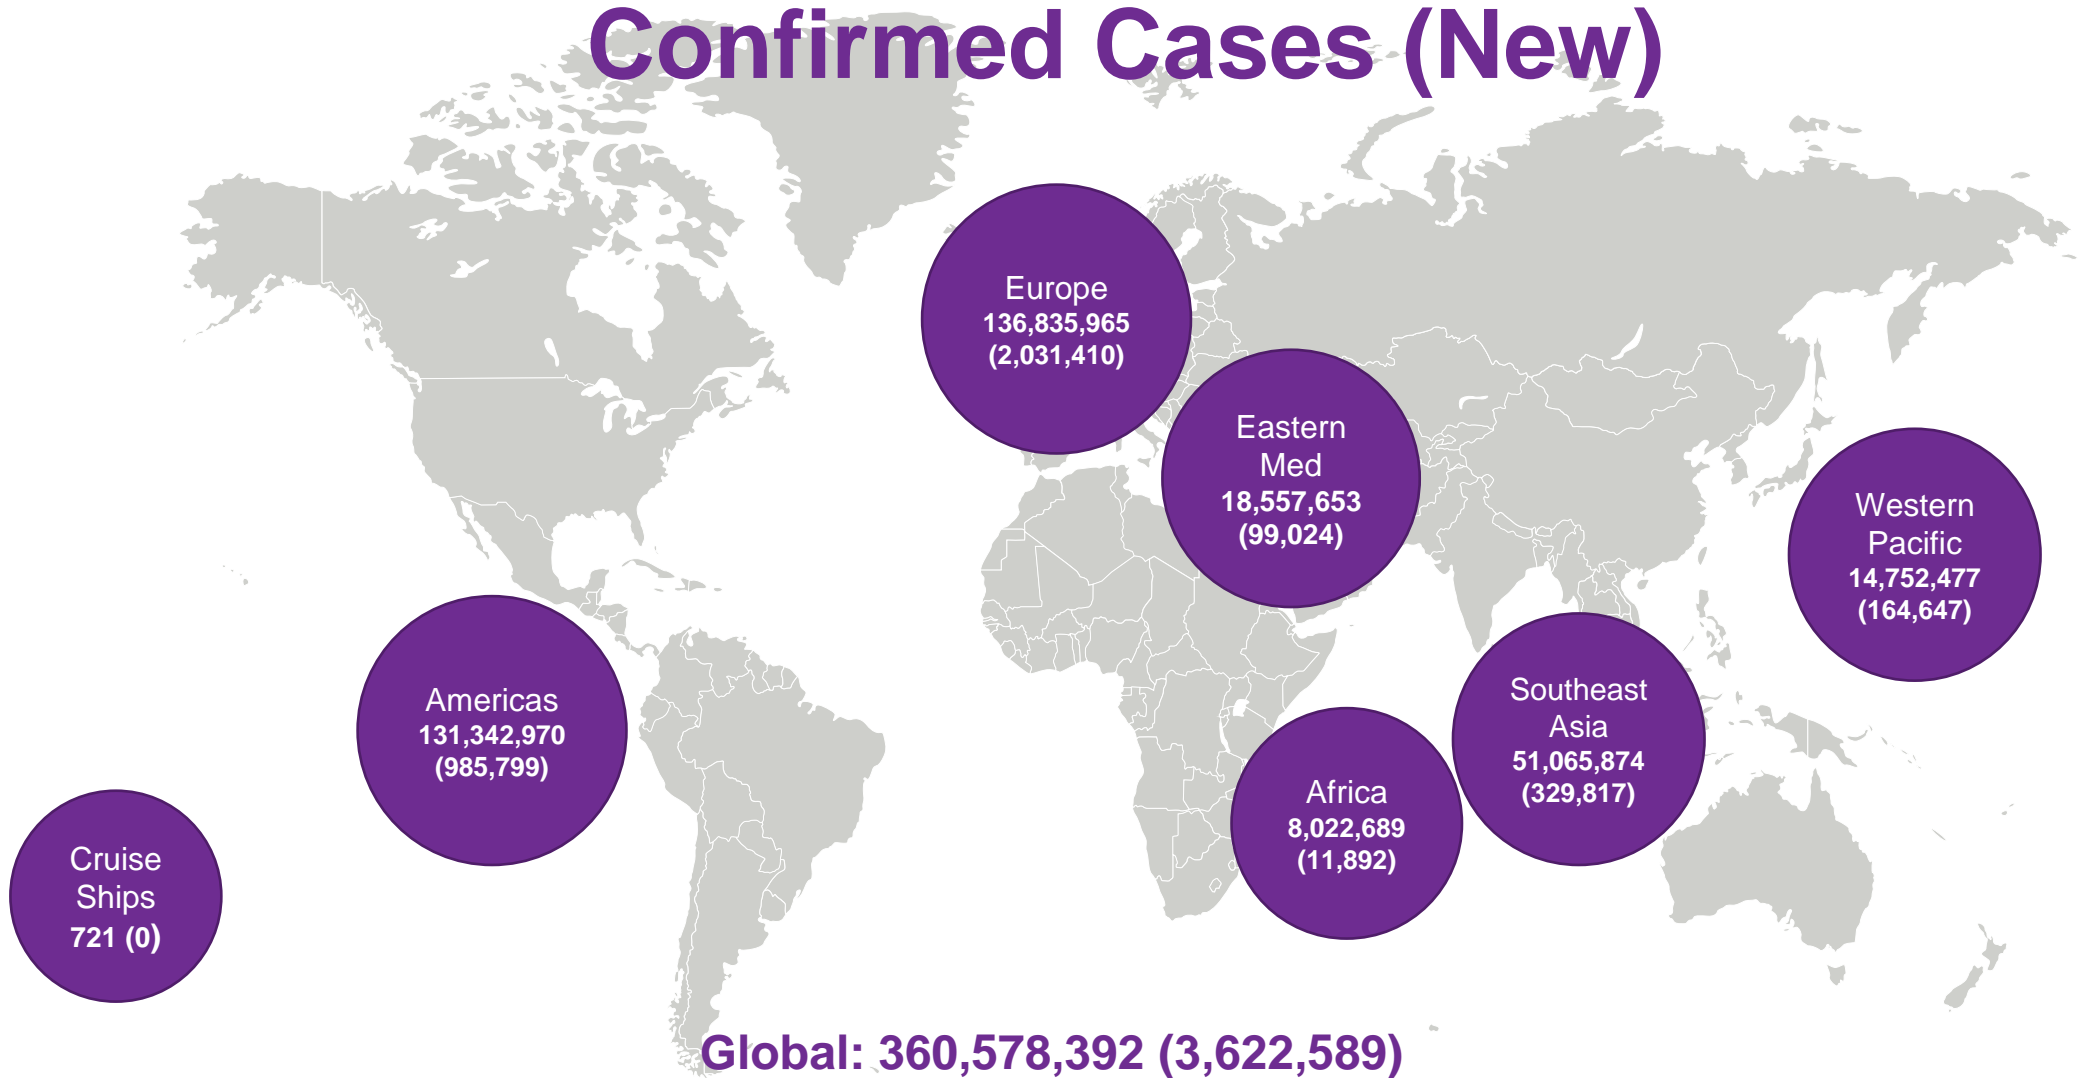 Confirmed Cases (New)
Europe
136,835,965
(2,031,410)
Eastern
Med
18,557,653
(99,024)
Western
Pacific
14,752,477
(164,647)
Americas
131,342,970
(985,799)
Southeast
Asia
51,065,874
(329,817)
Africa
8,022,689
(11,892)
Cruise
Ships
721 (0)
Global: 360,578,392 (3,622,589)